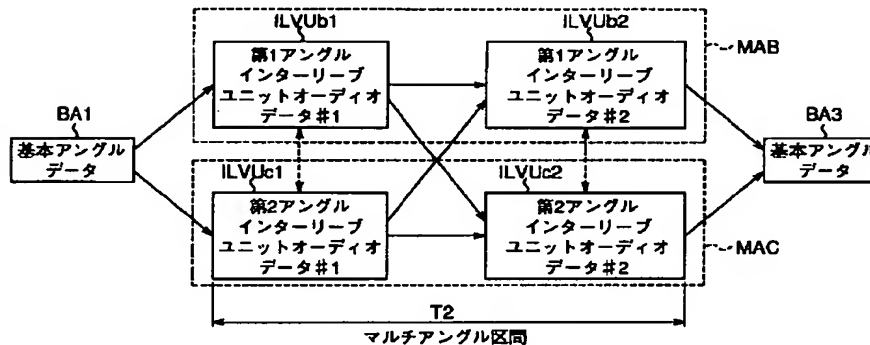 ILVUb1
ILVUb2
第1アングル
インターリーブ
ユニットオーディオ
データ#1
第1アングル
インターリーブ
ユニットオーディオ
データ#2
MAB
BA1
基本アングル
データ
BA3
基本アングル
データ
ILVUc1
ILVUc2
第2アングル
インターリーブ
ユニットオーディオ
データ#1
第2アングル
インターリーブ
ユニットオーディオ
データ#2
MAC
T2
マルチアングル区間